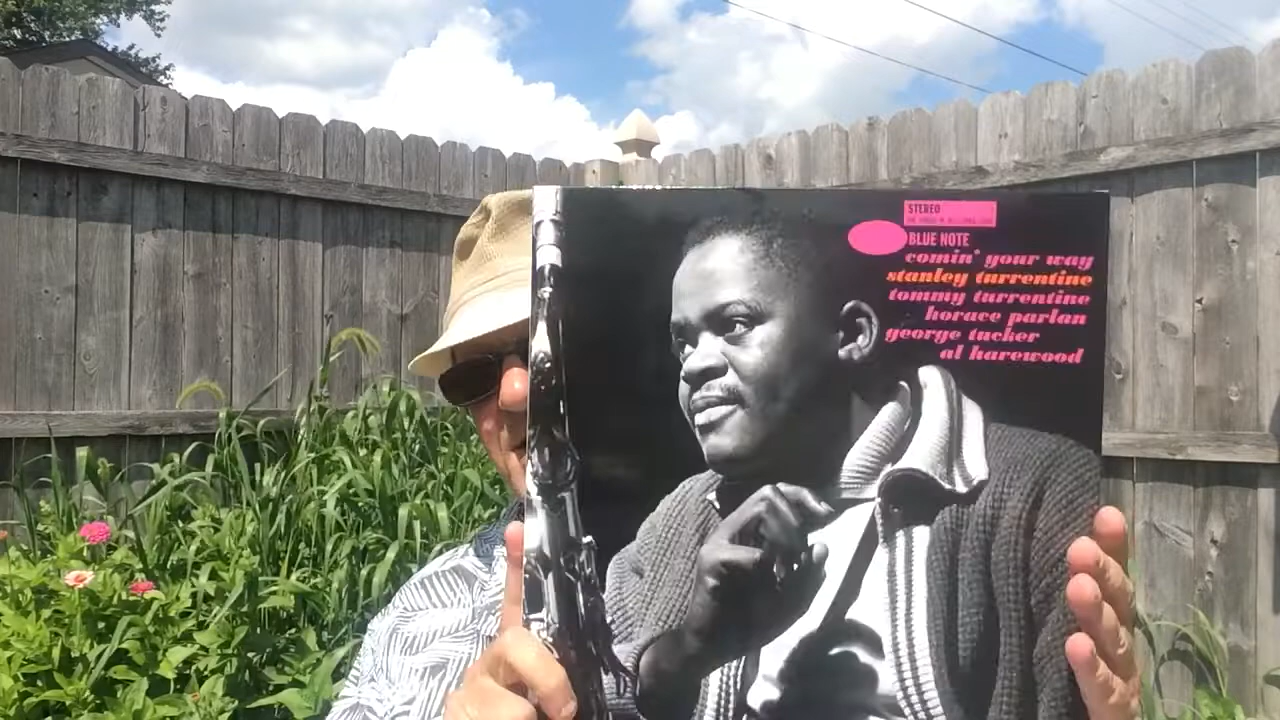 STEREO
BLUE NOTE
comin' your way
stanley turrentine
tommy turrentine
horace parlan
george tucker
al harewood